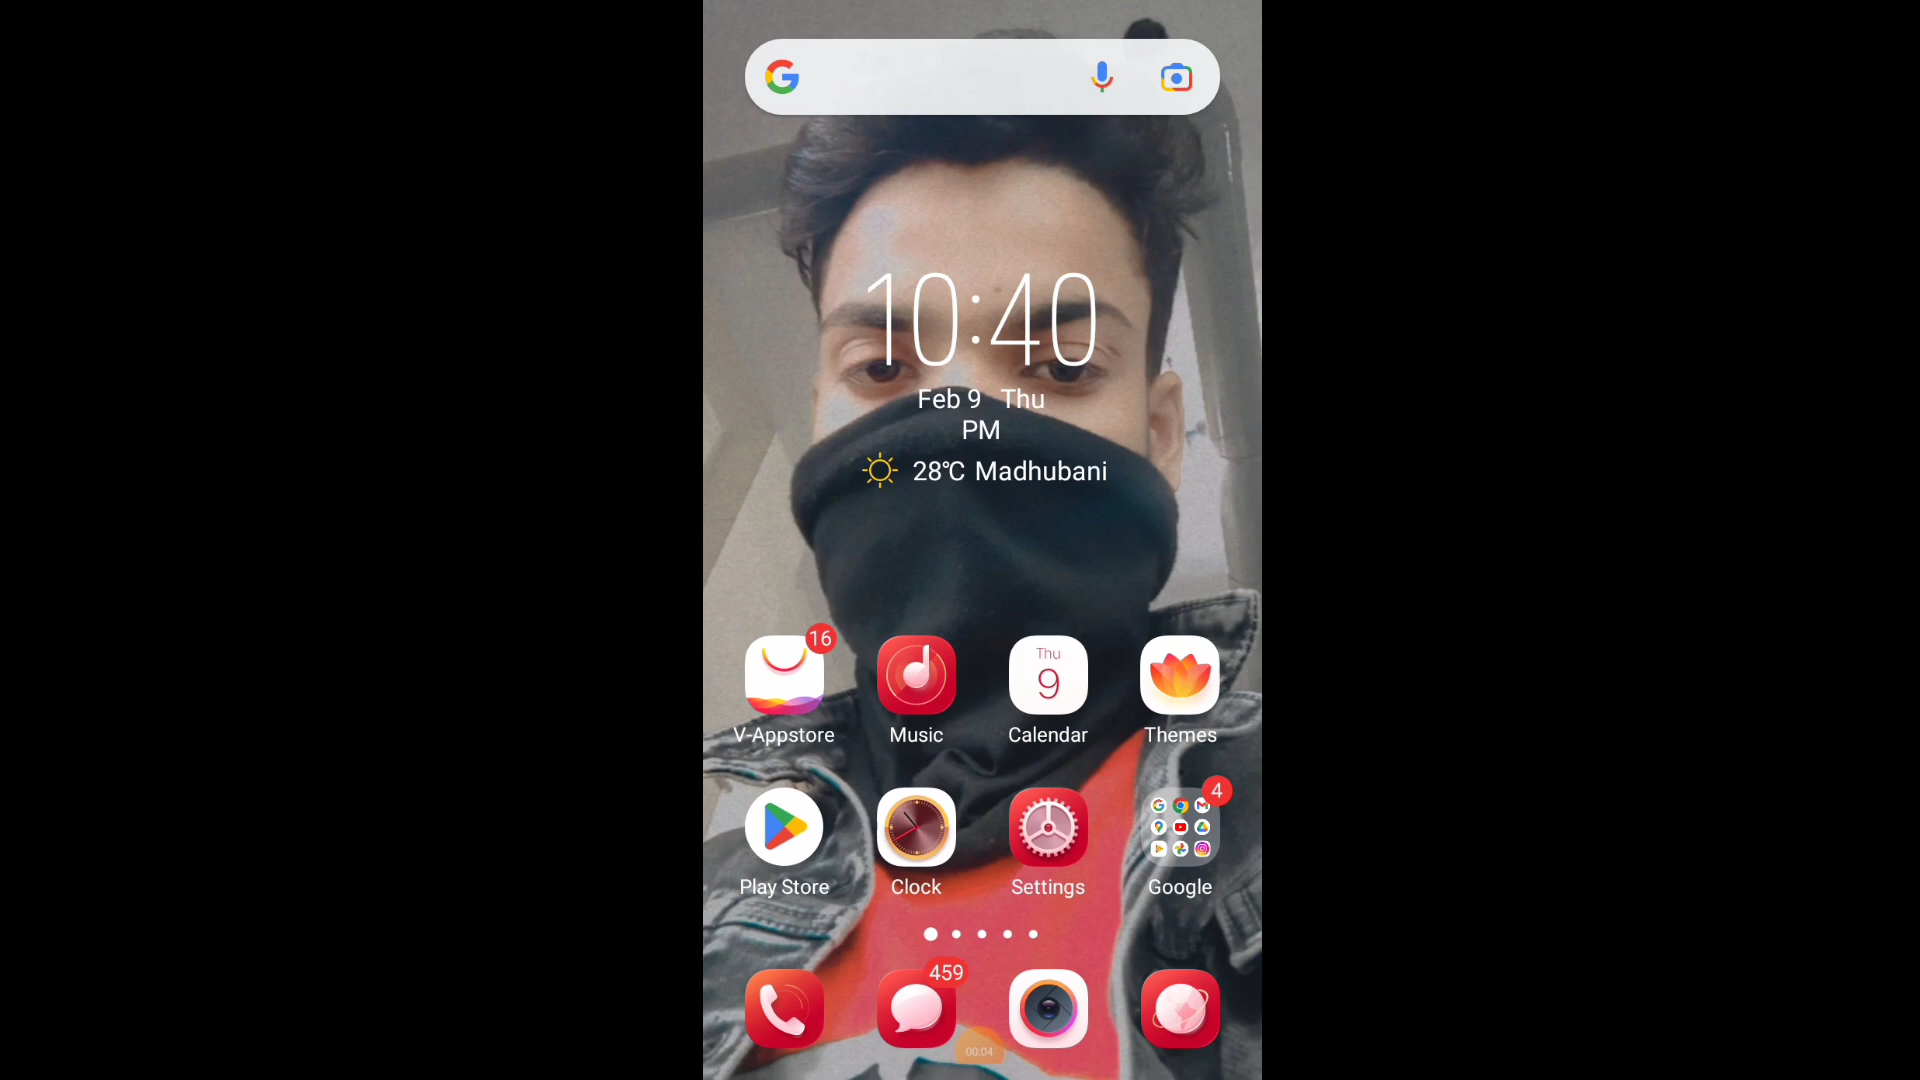 10:40
Feb 9 Thu
PM
28℃ Madhubani
16
Thu
9
V-Appstore
Music
Calendar
Themes
4
Play Store
Clock
Settings
Google
459
00:04